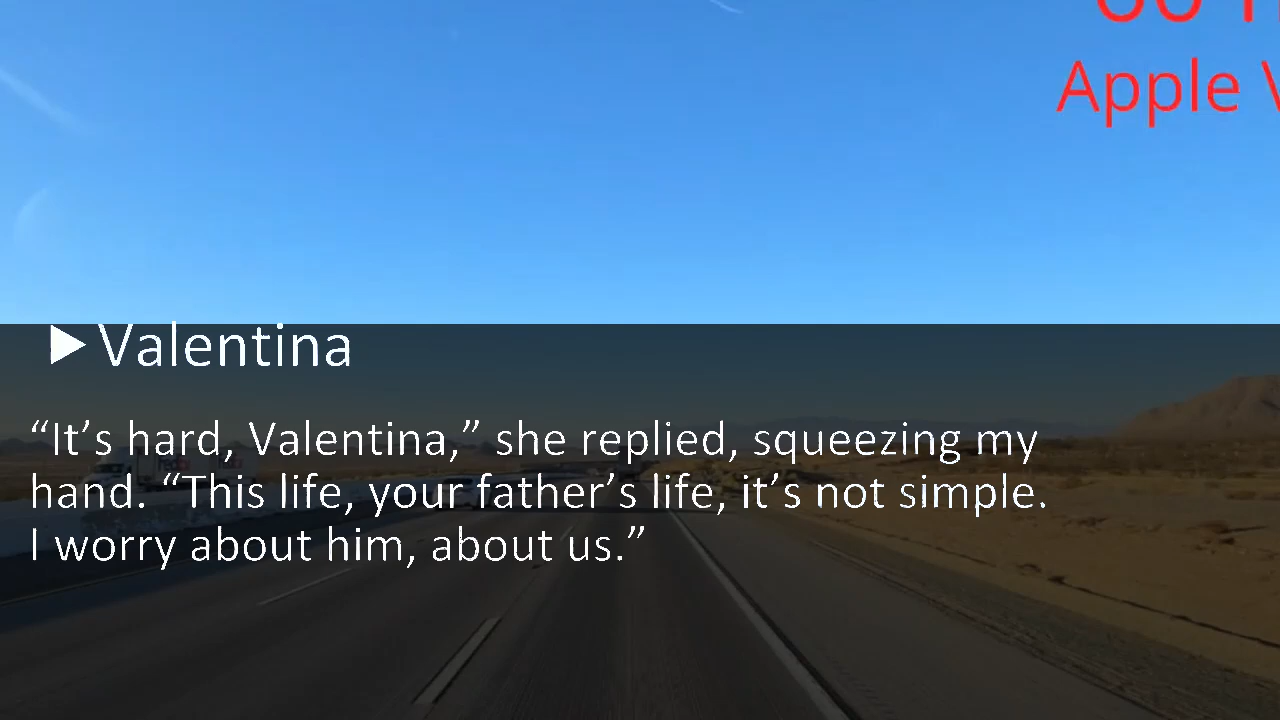 Apple
▶Valentina
“It’s hard, Valentina,” she replied, squeezing my
hand. “This life, your father’s life, it’s not simple.
I worry about him, about us.”